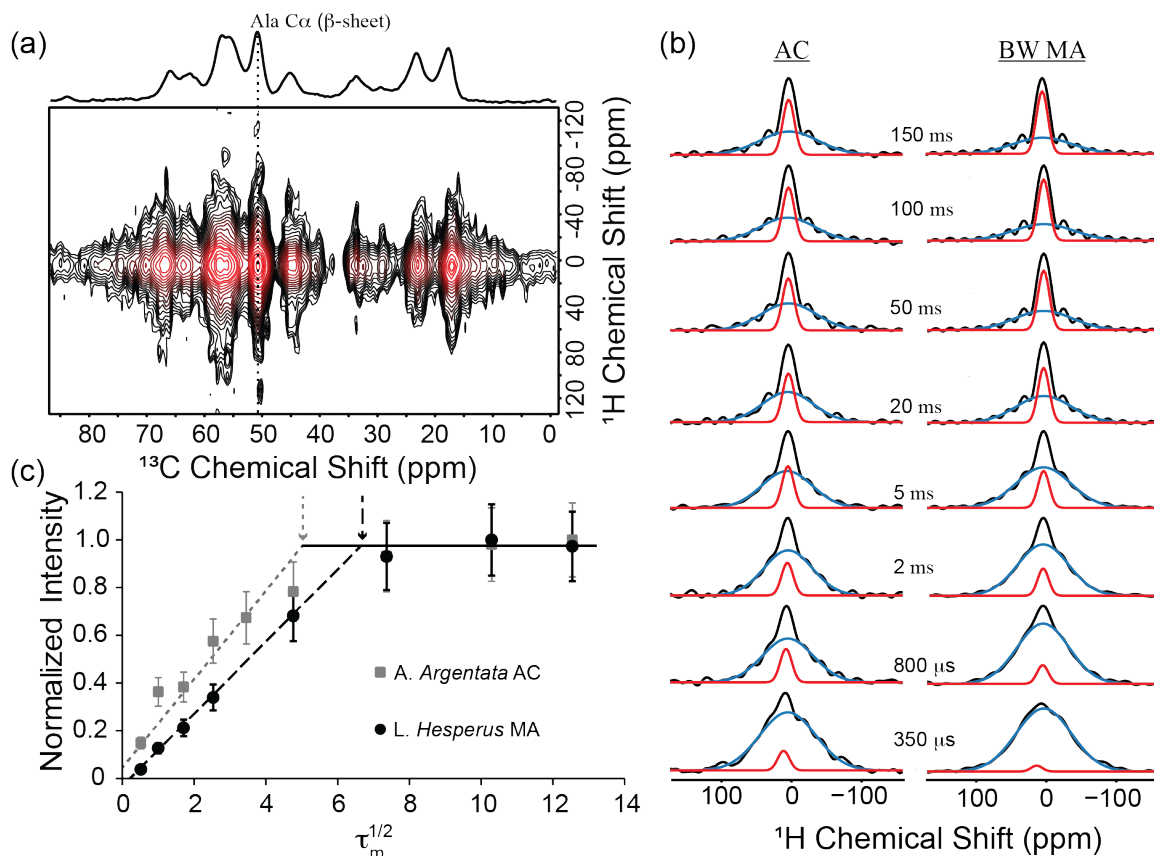 (a)
Ala Cα (β-sheet)
-120
-80
-40
0
40
80
120
¹H Chemical Shift (ppm)
80 70 60 50 40 30 20 10 0
¹³C Chemical Shift (ppm)
(b)
AC BW MA
150 ms
100 ms
50 ms
20 ms
5 ms
2 ms
800 µs
350 µs
100 0 −100 100 0 −100
¹H Chemical Shift (ppm)
(c)
Normalized Intensity
1.2
1.0
0.8
0.6
0.4
0.2
0
A. Argentata AC
L. Hesperus MA
0 2 4 6 8 10 12 14
τm1/2